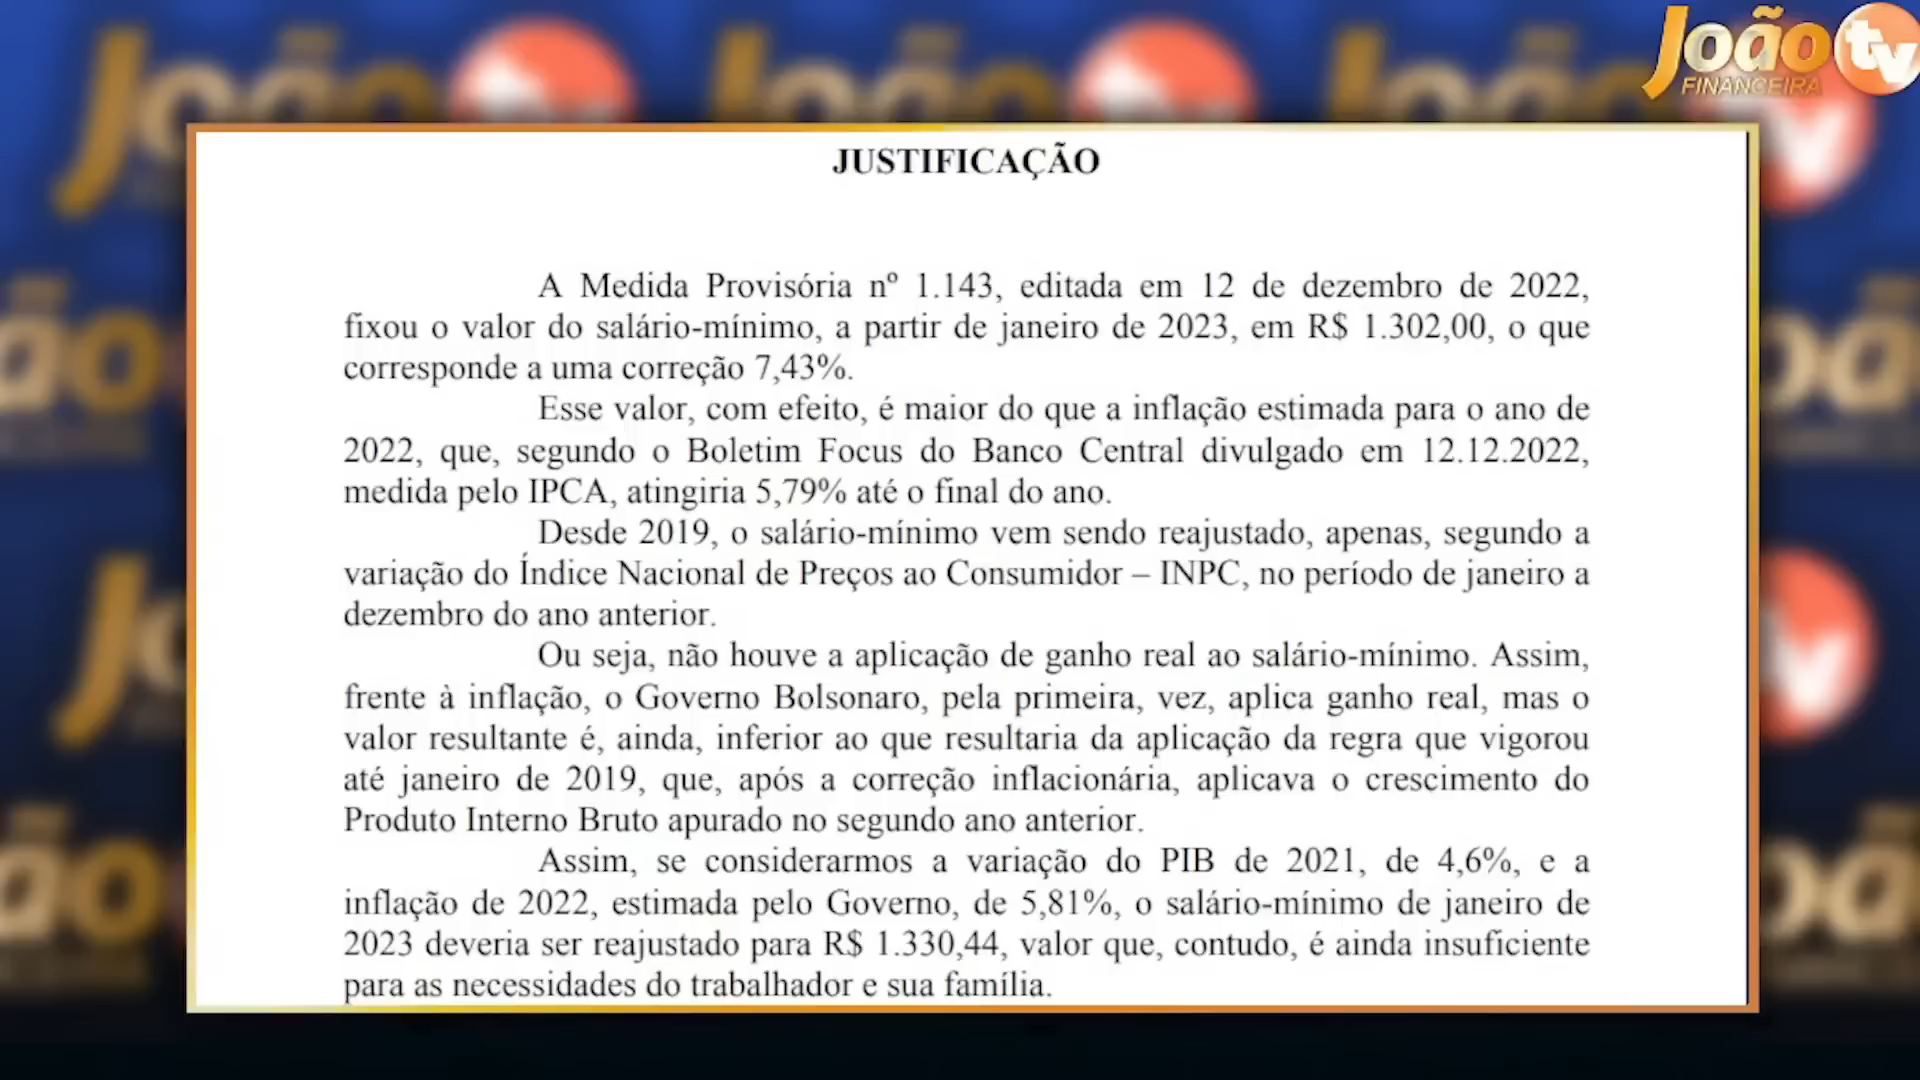 João
tv
FINANCEIRA
JUSTIFICAÇÃO
A Medida Provisória nº 1.143, editada em 12 de dezembro de 2022,
fixou o valor do salário-mínimo, a partir de janeiro de 2023, em R$ 1.302,00, o que
corresponde a uma correção 7,43%.
Esse valor, com efeito, é maior do que a inflação estimada para o ano de
2022, que, segundo o Boletim Focus do Banco Central divulgado em 12.12.2022,
medida pelo IPCA, atingiria 5,79% até o final do ano.
Desde 2019, o salário-mínimo vem sendo reajustado, apenas, segundo a
variação do Índice Nacional de Preços ao Consumidor – INPC, no período de janeiro a
dezembro do ano anterior.
Ou seja, não houve a aplicação de ganho real ao salário-mínimo. Assim,
frente à inflação, o Governo Bolsonaro, pela primeira, vez, aplica ganho real, mas o
valor resultante é, ainda, inferior ao que resultaria da aplicação da regra que vigorou
até janeiro de 2019, que, após a correção inflacionária, aplicava o crescimento do
Produto Interno Bruto apurado no segundo ano anterior.
Assim, se considerarmos a variação do PIB de 2021, de 4,6%, e a
inflação de 2022, estimada pelo Governo, de 5,81%, o salário-mínimo de janeiro de
2023 deveria ser reajustado para R$ 1.330,44, valor que, contudo, é ainda insuficiente
para as necessidades do trabalhador e sua família.